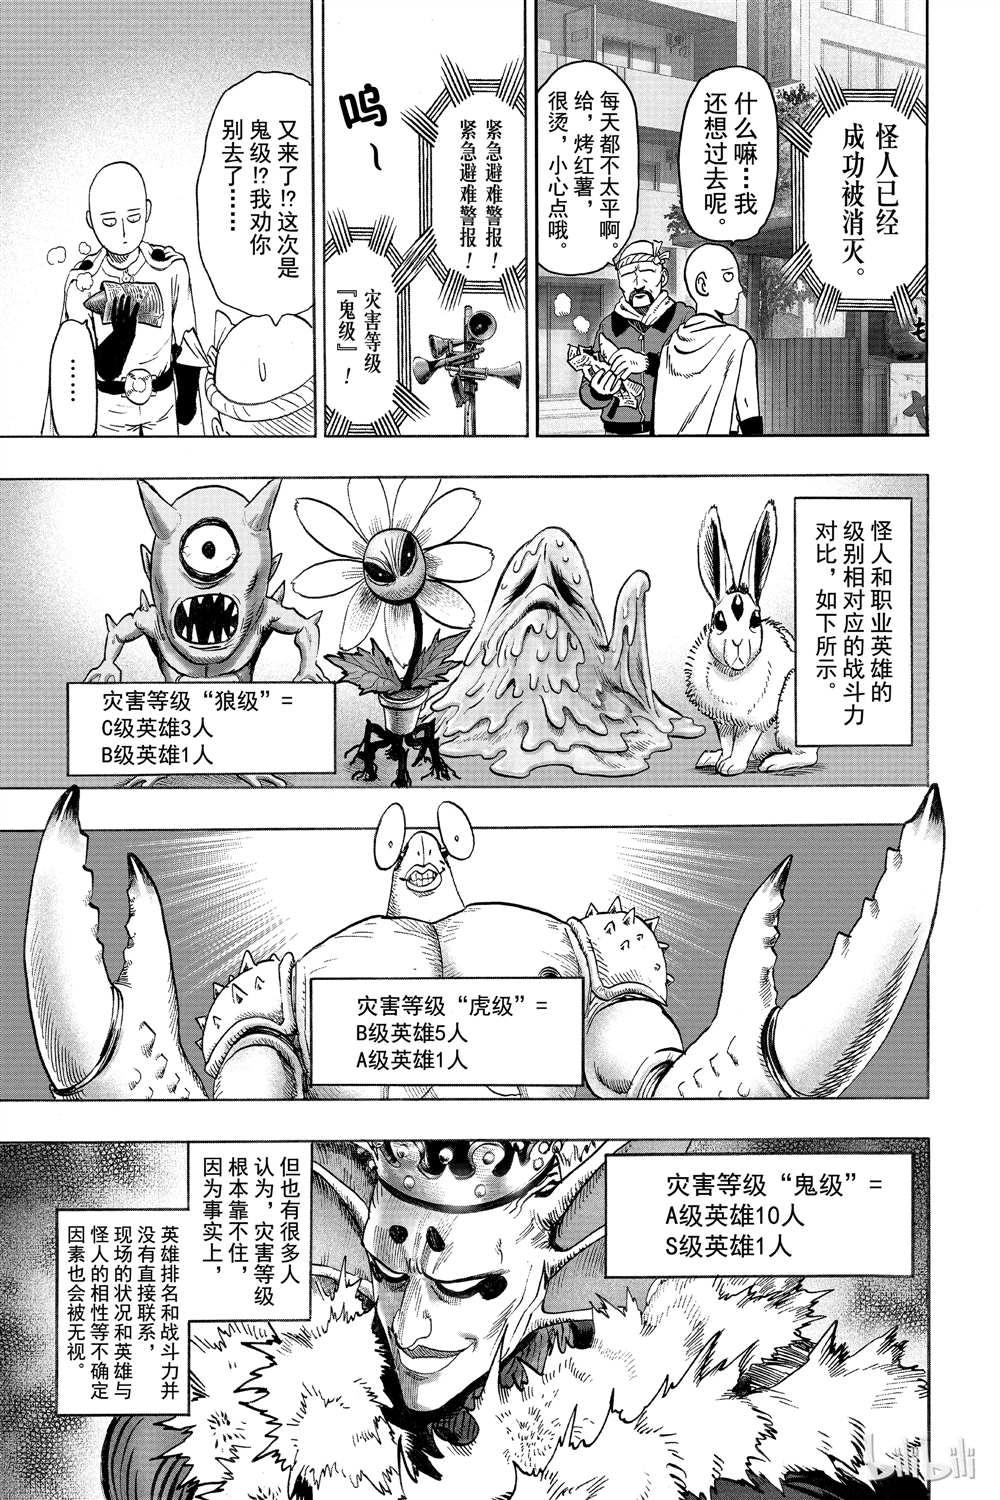 怪人已经
成功被消灭。
什么嘛…我
还想过去呢。
每天都不太平啊。
给，烤红薯，
很烫，小心点哦。
も
紧急避难警报！
紧急避难警报！
呜～
灾害等级
『鬼级』！
又来了!?这次是
鬼级!?我劝你
别去了……
……
怪人和职业英雄的
级别相对应的战斗力
对比，如下所示。
灾害等级“狼级”＝
C级英雄3人
B级英雄1人
灾害等级“虎级”＝
B级英雄5人
A级英雄1人
灾害等级“鬼级”＝
A级英雄10人
S级英雄1人
但也有很多人
认为，灾害等级
根本靠不住，
因为事实上，
英雄排名和战斗力并
没有直接联系，
现场的状况和英雄与
怪人的相性等不确定
因素也会被无视。
bilibili